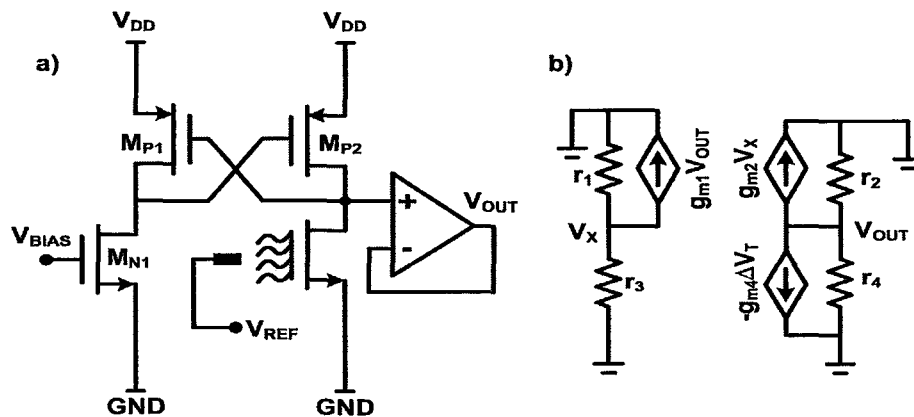 a)
V_DD
V_DD
M_P1
M_P2
V_BIAS
M_N1
+
-
V_OUT
V_REF
GND
GND
b)
r_1
g_m1V_OUT
V_X
r_3
g_m2V_X
r_2
V_OUT
-g_m4ΔV_T
r_4